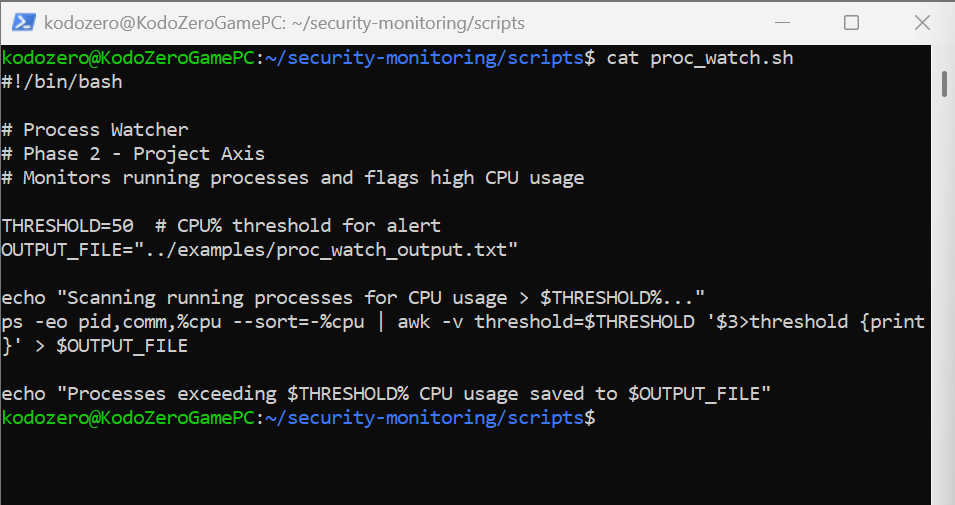 kodozero@KodoZeroGamePC: ~/security-monitoring/scripts
kodozero@KodoZeroGamePC:~/security-monitoring/scripts$ cat proc_watch.sh
#!/bin/bash
# Process Watcher
# Phase 2 - Project Axis
# Monitors running processes and flags high CPU usage
THRESHOLD=50  # CPU% threshold for alert
OUTPUT_FILE="../examples/proc_watch_output.txt"
echo "Scanning running processes for CPU usage > $THRESHOLD%..."
ps -eo pid,comm,%cpu --sort=-%cpu | awk -v threshold=$THRESHOLD '$3>threshold {print
}' > $OUTPUT_FILE
echo "Processes exceeding $THRESHOLD% CPU usage saved to $OUTPUT_FILE"
kodozero@KodoZeroGamePC:~/security-monitoring/scripts$